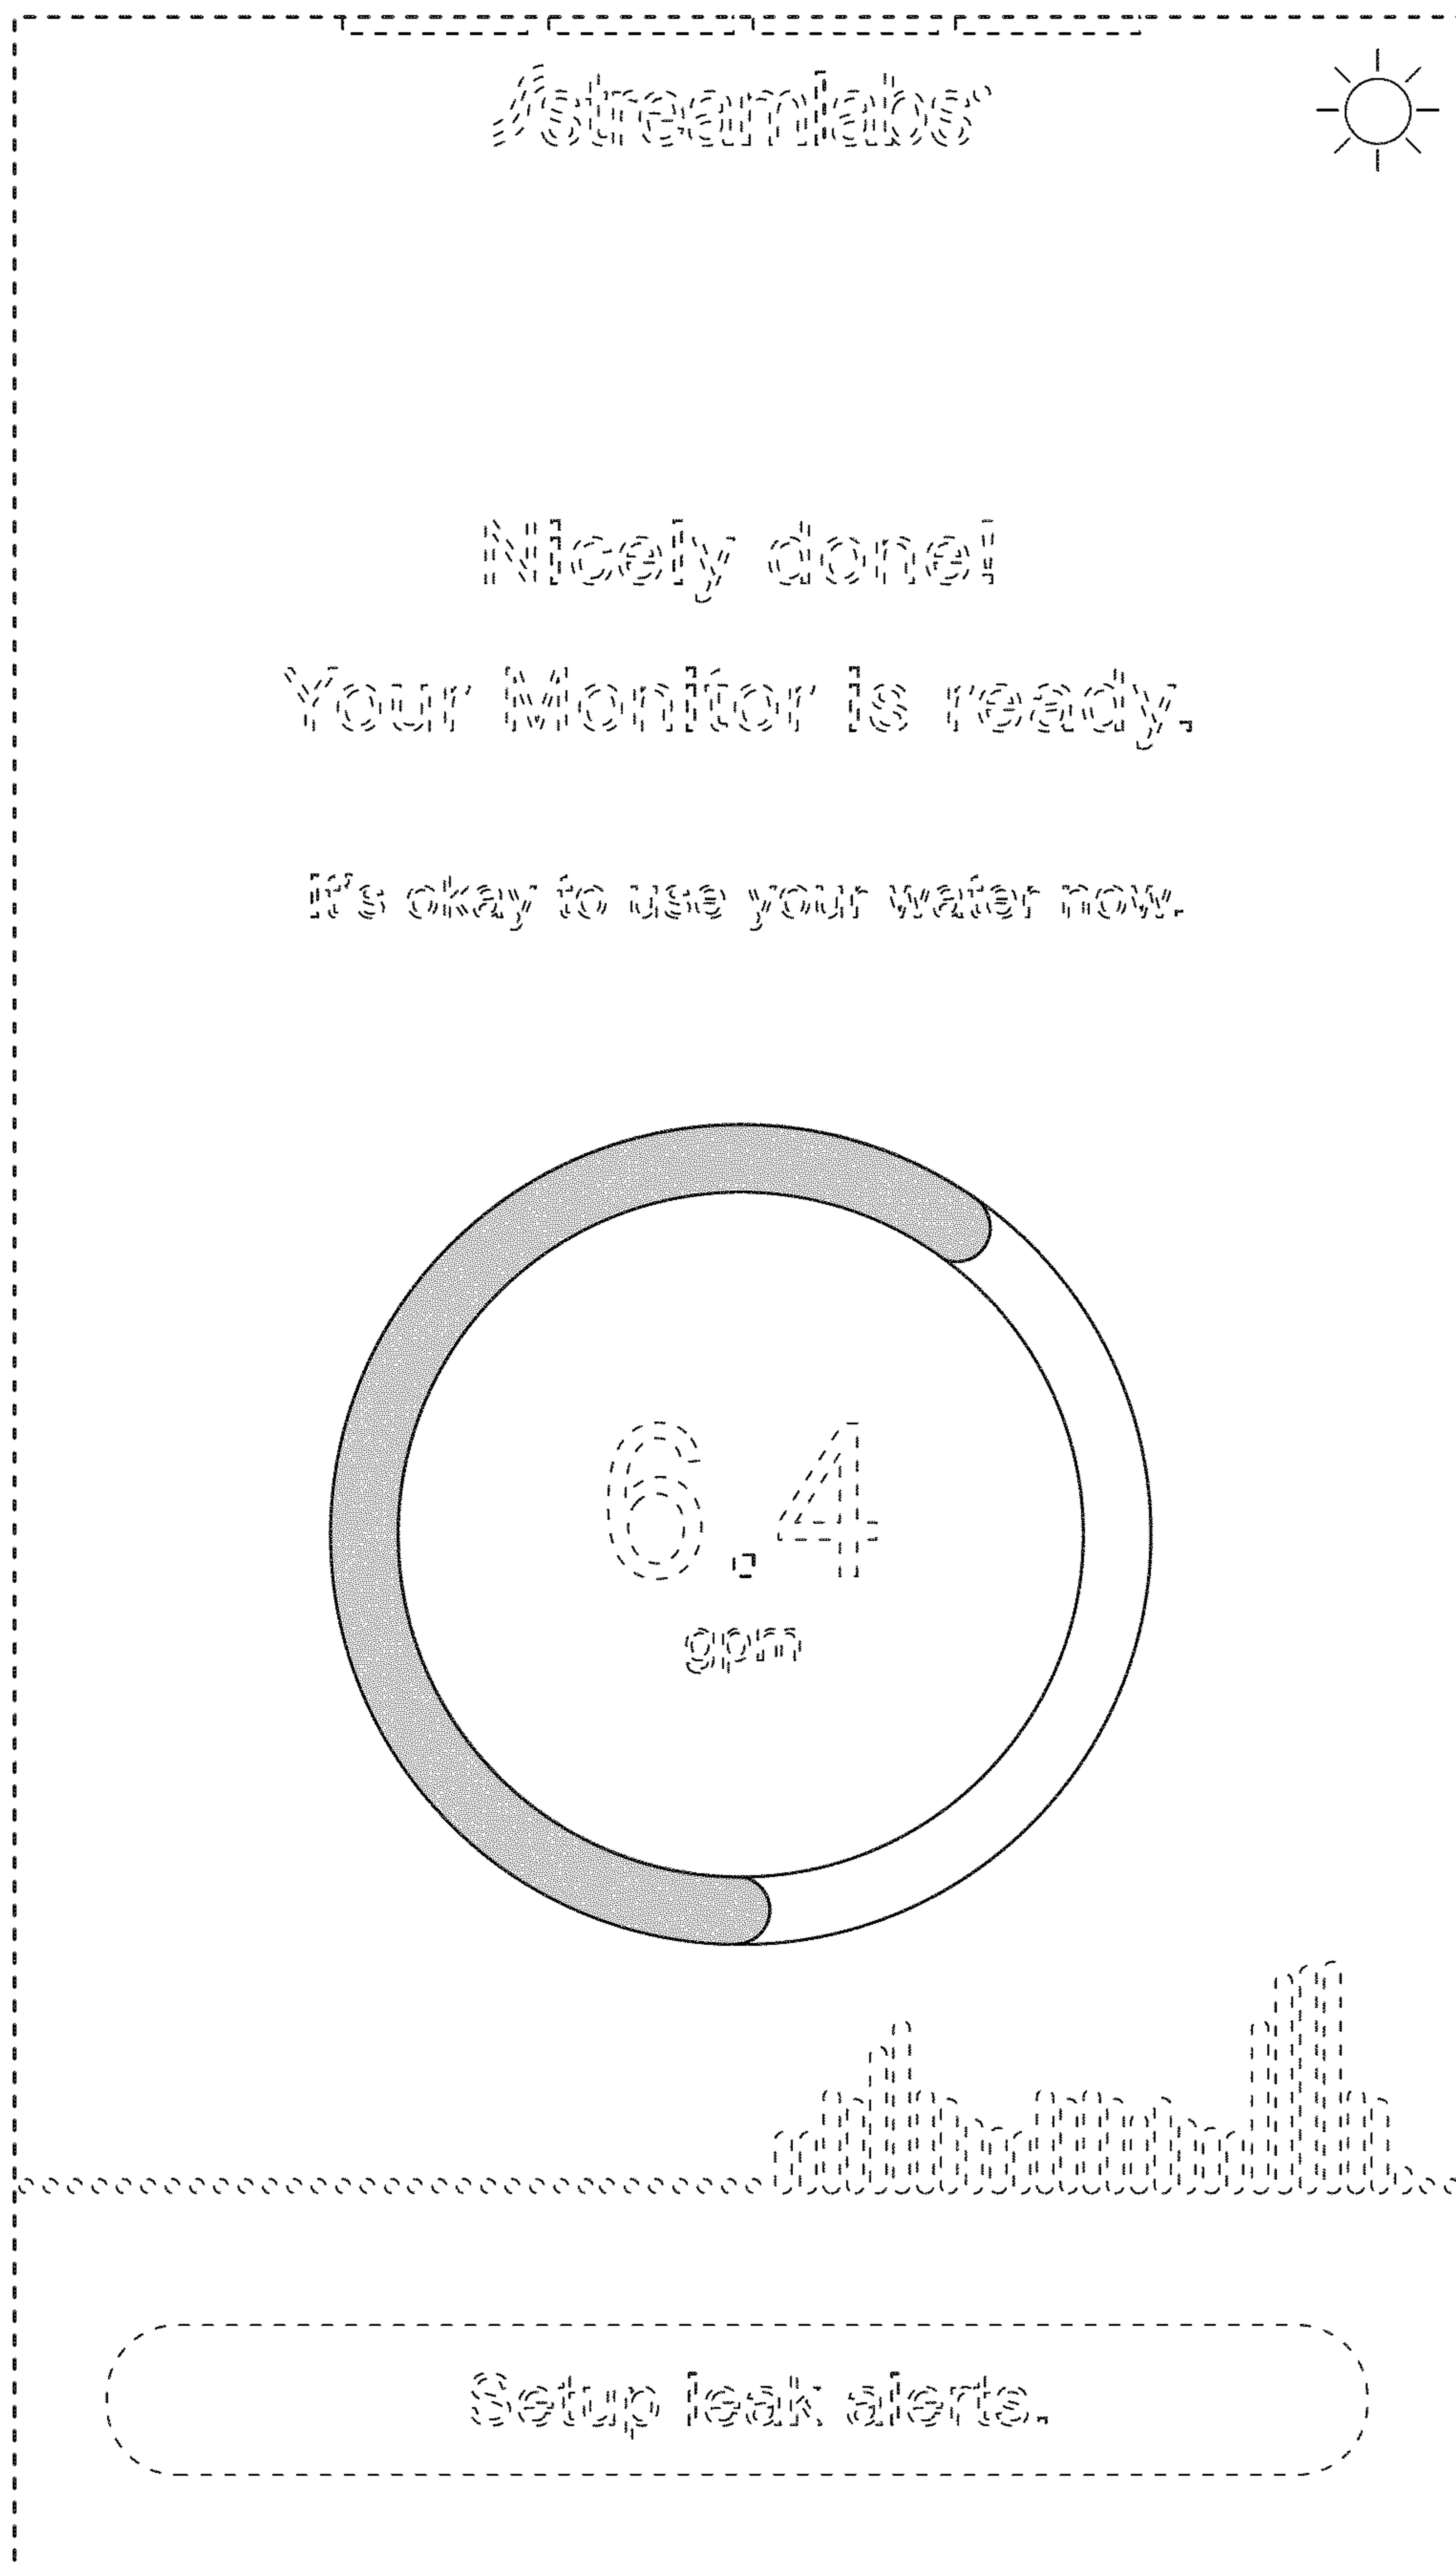 streamlabs
Nicely done!
Your Monitor is ready.
It's okay to use your water now.
6.4
gpm
Setup leak alerts.